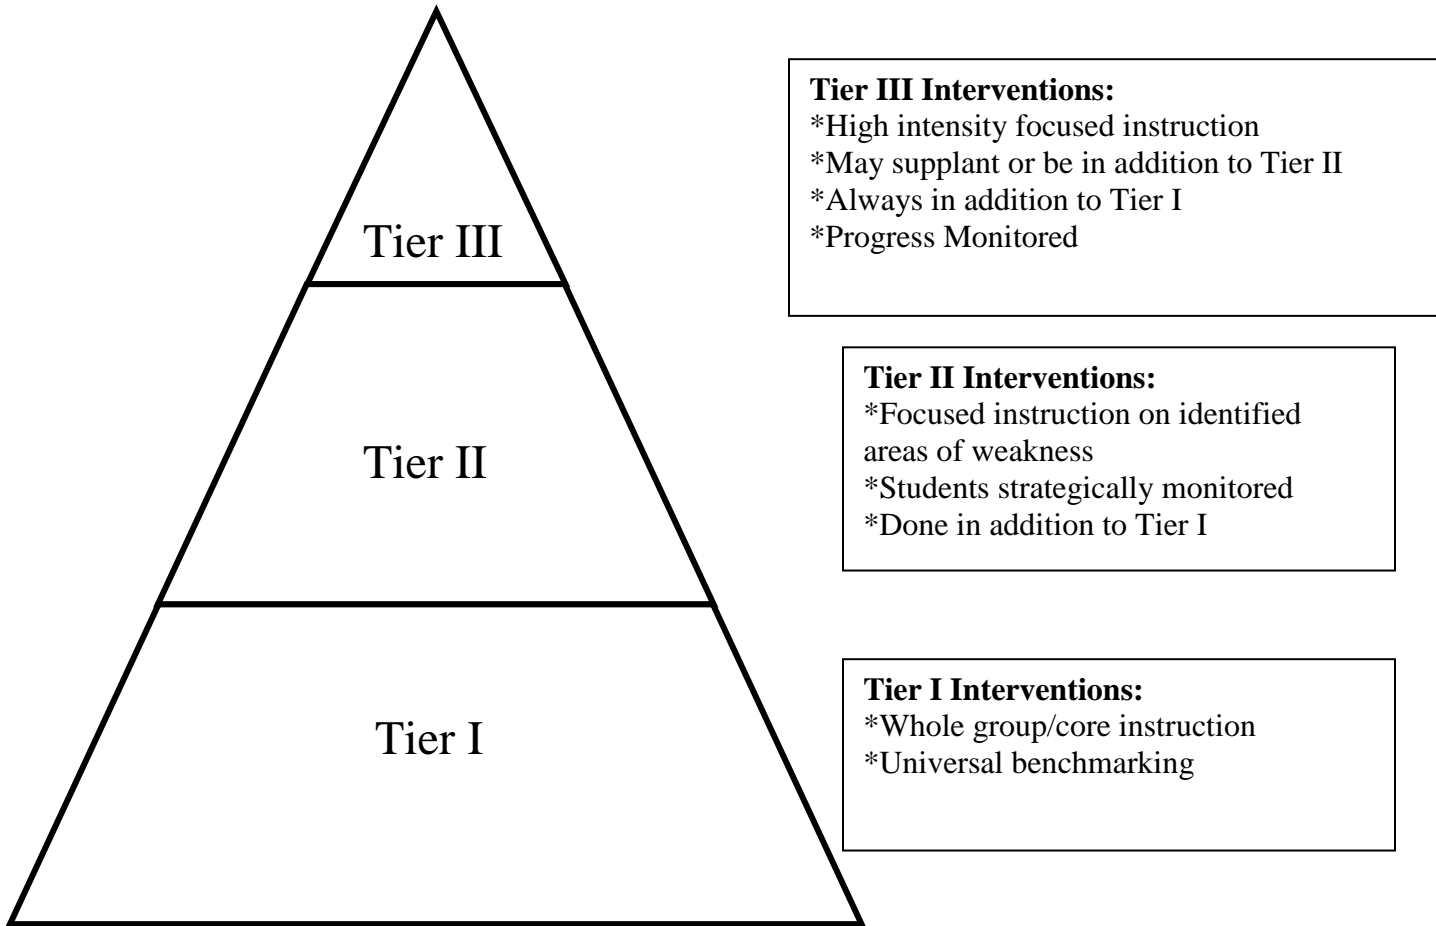 Tier III
Tier II
Tier I
Tier III Interventions:
*High intensity focused instruction
*May supplant or be in addition to Tier II
*Always in addition to Tier I
*Progress Monitored
Tier II Interventions:
*Focused instruction on identified
areas of weakness
*Students strategically monitored
*Done in addition to Tier I
Tier I Interventions:
*Whole group/core instruction
*Universal benchmarking